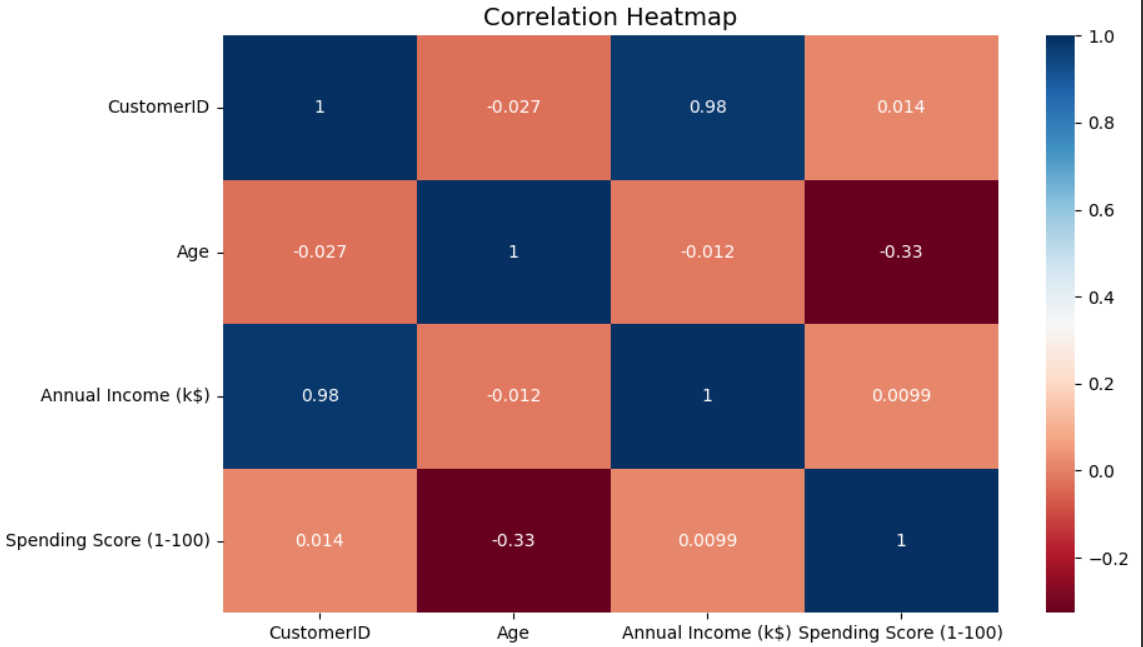 Correlation Heatmap
CustomerID 1 -0.027 0.98 0.014
Age -0.027 1 -0.012 -0.33
Annual Income (k$) 0.98 -0.012 1 0.0099
Spending Score (1-100) 0.014 -0.33 0.0099 1
CustomerID Age Annual Income (k$) Spending Score (1-100)
1.0
0.8
0.6
0.4
0.2
0.0
−0.2